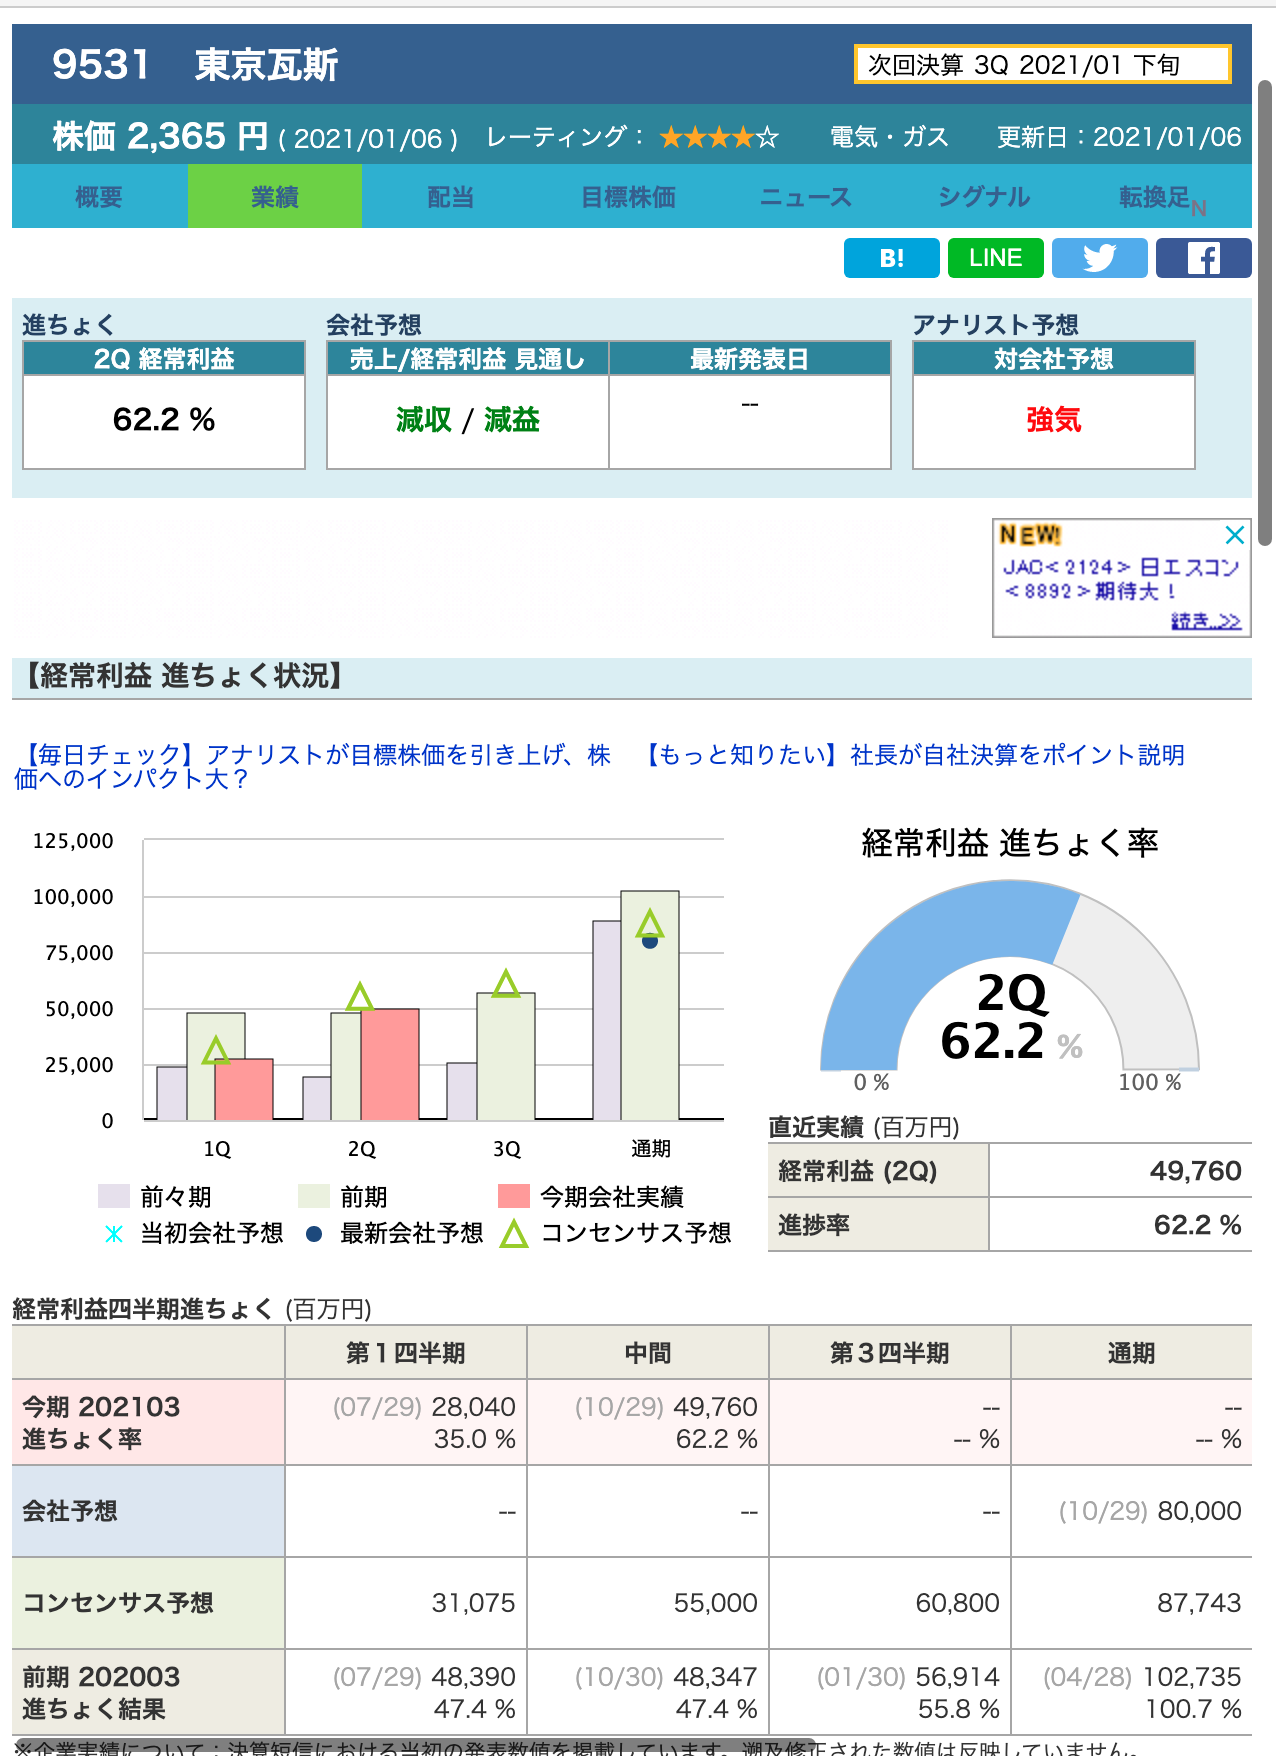 9531 東京瓦斯
次回決算 3Q 2021/01 下旬
株価 2,365 円 ( 2021/01/06 ) レーティング： ★★★★☆ 電気・ガス 更新日：2021/01/06
概要 業績 配当 目標株価 ニュース シグナル 転換足N
B! LINE
進ちょく 会社予想 アナリスト予想
2Q 経常利益 売上/経常利益 見通し 最新発表日 対会社予想
62.2 % 減収 / 減益 -- 強気
NEW!
JAC<2124> 日エスコン
<8892>期待大！
続き..>>
【経常利益 進ちょく状況】
【毎日チェック】アナリストが目標株価を引き上げ、株
価へのインパクト大？
【もっと知りたい】社長が自社決算をポイント説明
125,000
100,000
75,000
50,000
25,000
0
1Q 2Q 3Q 通期
前々期 前期 今期会社実績
当初会社予想 最新会社予想 コンセンサス予想
経常利益 進ちょく率
2Q
62.2 %
0 % 100 %
直近実績 (百万円)
経常利益 (2Q) 49,760
進捗率 62.2 %
経常利益四半期進ちょく (百万円)
第１四半期 中間 第３四半期 通期
今期 202103 (07/29) 28,040 (10/29) 49,760 -- --
進ちょく率 35.0 % 62.2 % -- % -- %
会社予想 -- -- -- (10/29) 80,000
コンセンサス予想 31,075 55,000 60,800 87,743
前期 202003 (07/29) 48,390 (10/30) 48,347 (01/30) 56,914 (04/28) 102,735
進ちょく結果 47.4 % 47.4 % 55.8 % 100.7 %
※企業実績について：決算短信における当初の発表数値を掲載しています。遡及修正された数値は反映していません。